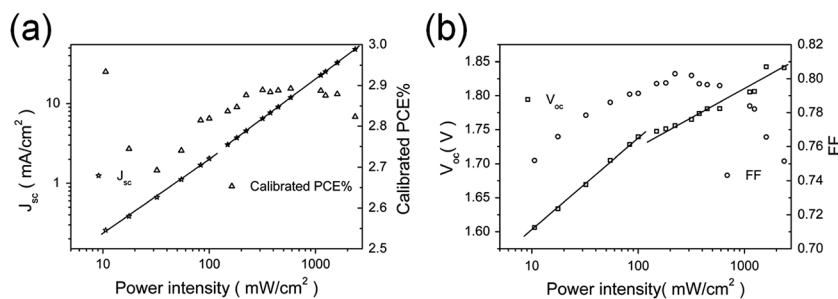 (a)
J_sc ( mA/cm²)
10
1
3.0
2.9
2.8
2.7
2.6
2.5
Calibrated PCE%
J_sc
Calibrated PCE%
10
100
1000
Power intensity ( mW/cm²)
(b)
V_oc( V)
1.85
1.80
1.75
1.70
1.65
1.60
0.82
0.80
0.78
0.76
0.74
0.72
0.70
FF
V_oc
FF
10
100
1000
Power intensity( mW/cm²)